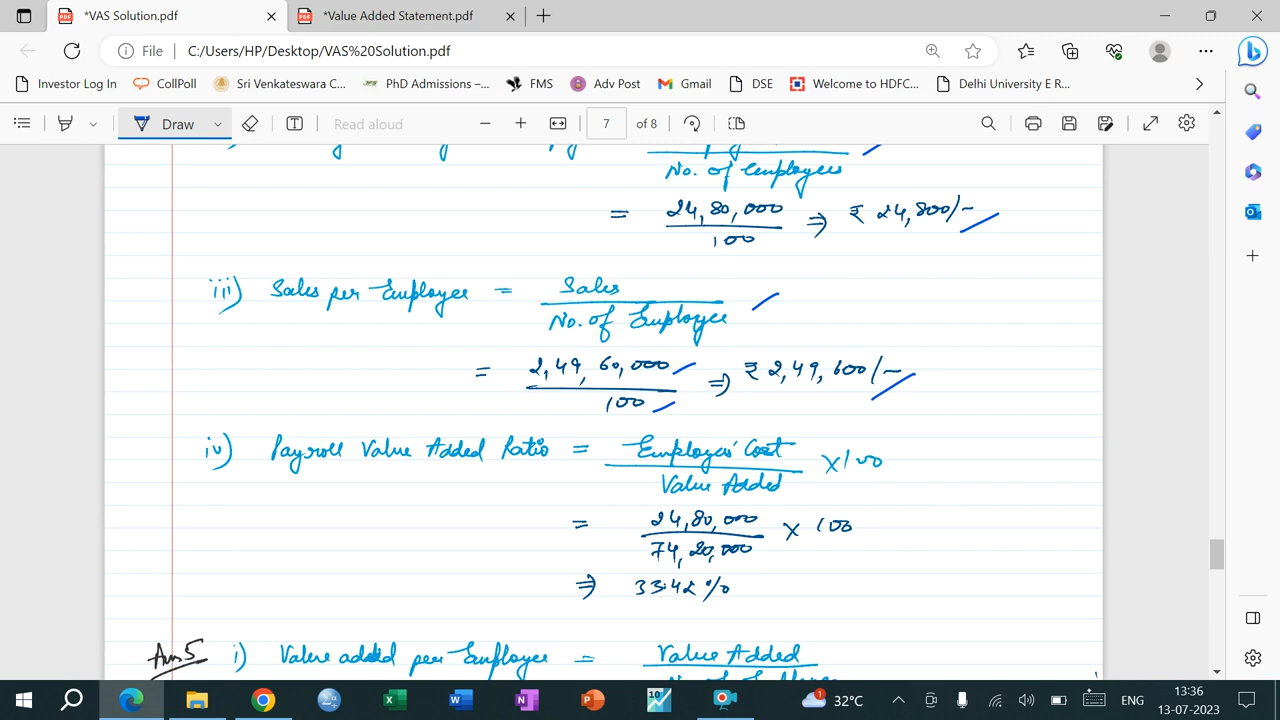 *VAS Solution.pdf
*Value Added Statement.pdf
File C:/Users/HP/Desktop/VAS%20Solution.pdf
Investor Log In CollPoll Sri Venkateswara C... PhD Admissions –... FMS Adv Post Gmail DSE Welcome to HDFC... Delhi University E R...
Draw Read aloud 7 of 8
No. of Employees
= 24,80,000 / 100 ⇒ ₹ 24,800/-
iii) Sales per Employee = Sales / No. of Employee
= 2,49,60,000 / 100 ⇒ ₹ 2,49,600/-
iv) Payroll Value Added Ratio = Employees' Cost / Value Added X100
= 24,80,000 / 74,20,000 X 100
⇒ 33.42 %
Ans 5 i) Value added per Employee = Value Added
32°C ENG 13:36
13-07-2023